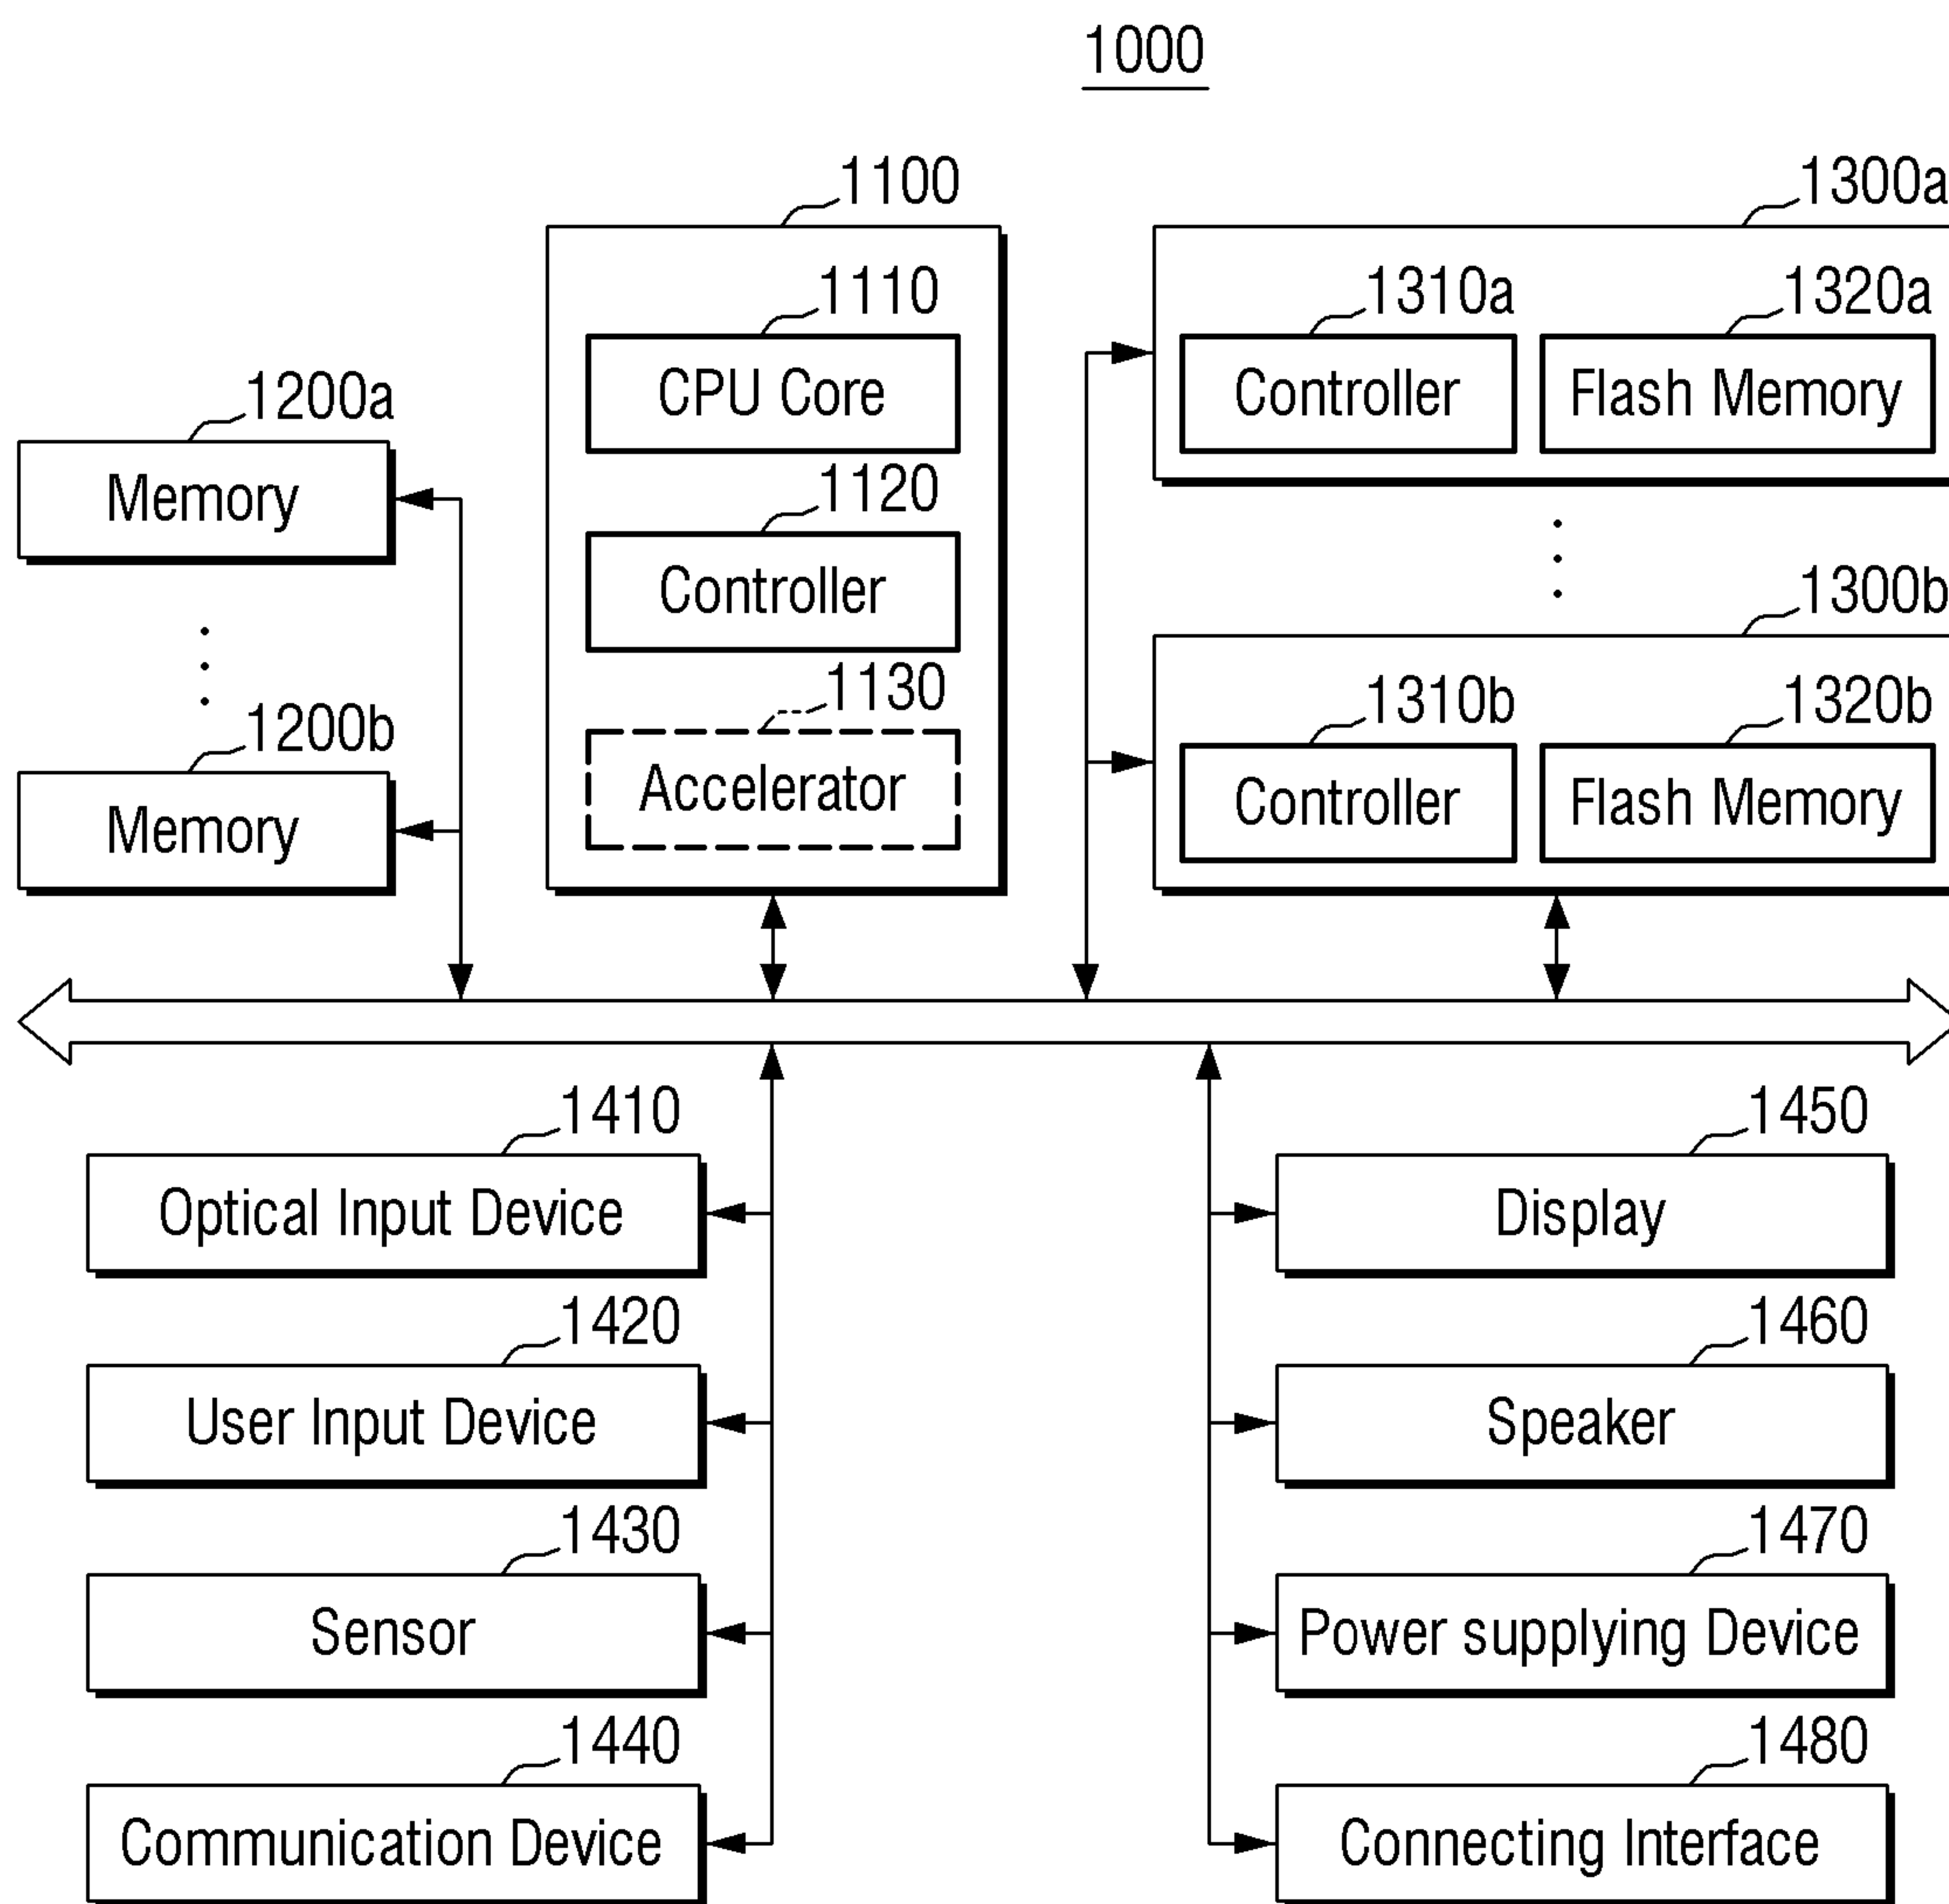 1000
1100
1300a
1110
1310a
1320a
CPU Core
Controller
Flash Memory
1200a
Memory
1120
Controller
1300b
1130
1310b
1320b
1200b
Accelerator
Controller
Flash Memory
Memory
1410
1450
Optical Input Device
Display
1420
1460
User Input Device
Speaker
1430
1470
Sensor
Power supplying Device
1440
1480
Communication Device
Connecting Interface